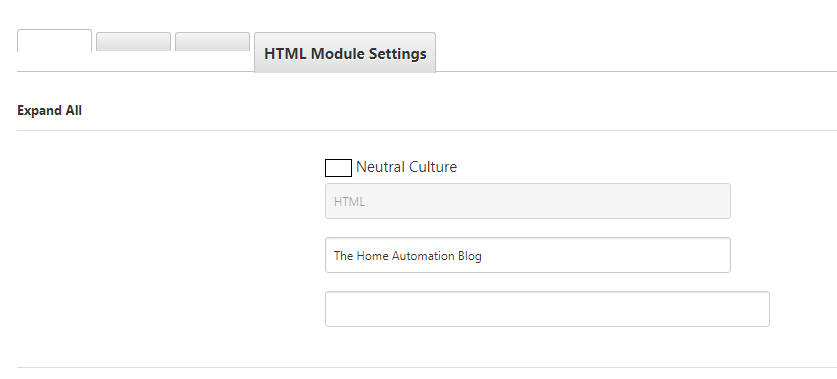 HTML Module Settings
Expand All
Neutral Culture
HTML
The Home Automation Blog